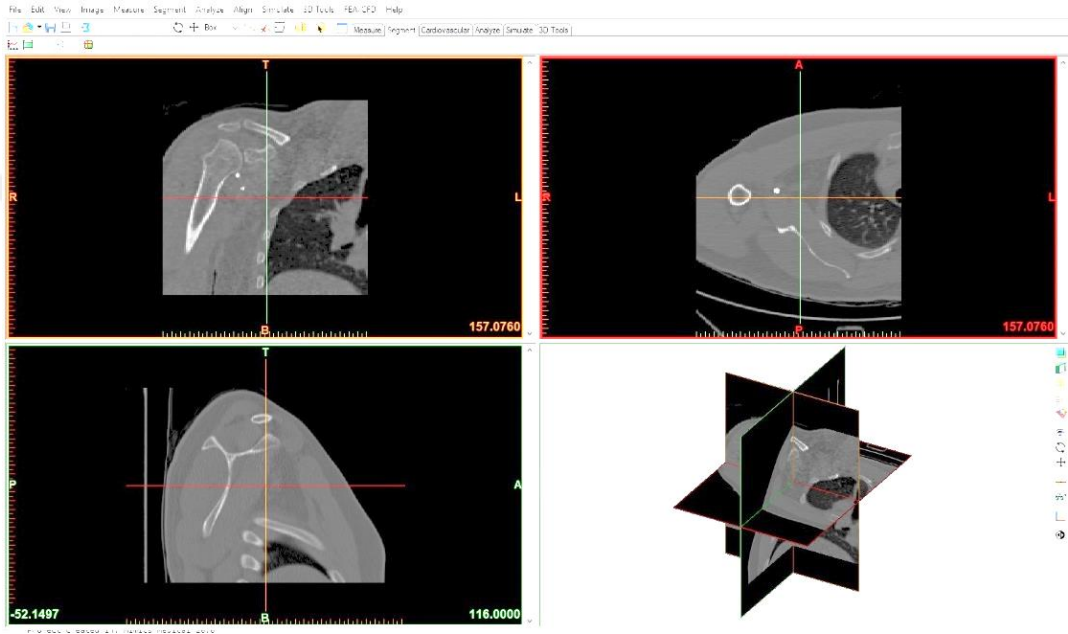 File Edit View Image Measure Segment Analyze Align Simulate 3D Tools FEA/CFD Help
Box Measure Segment Cardiovascular Analyze Simulate 3D Tools
T
R
L
B
157.0760
A
R
L
P
157.0760
T
P
A
-52.1497
B
116.0000